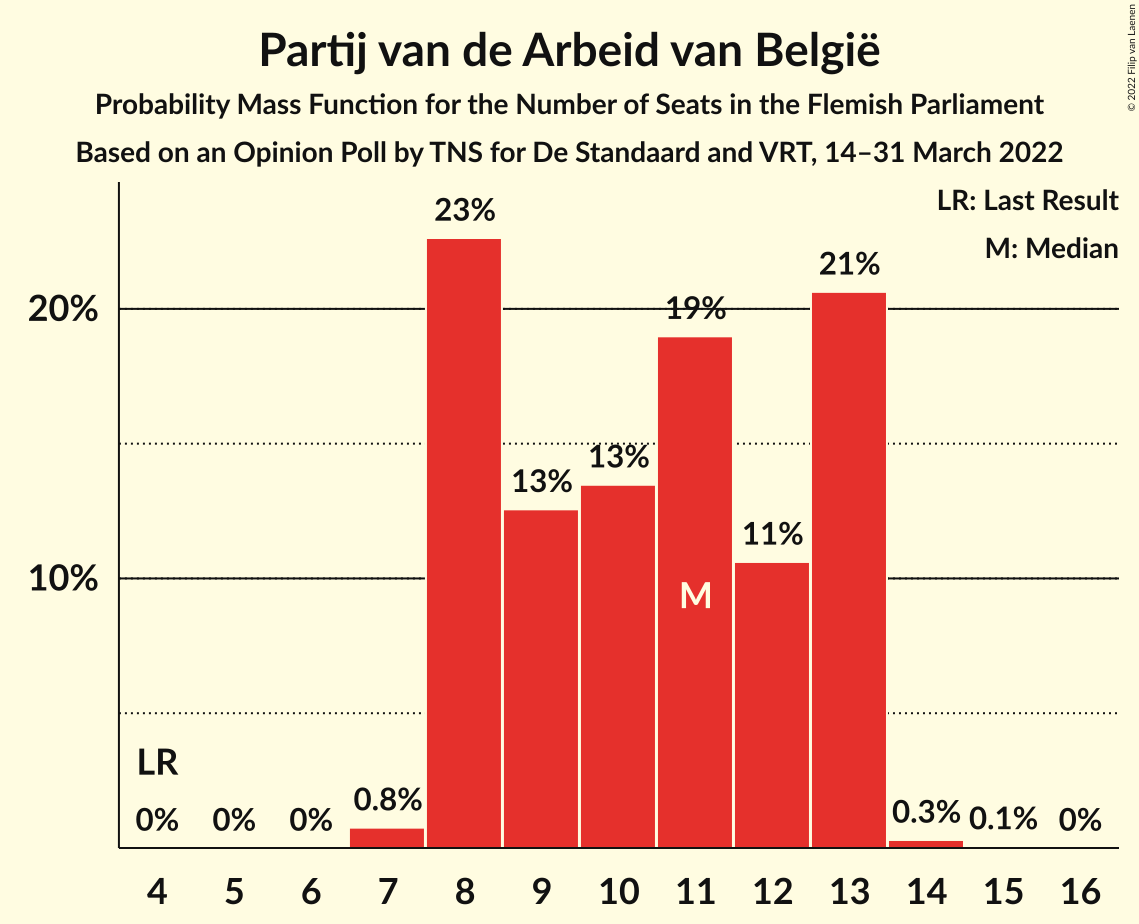 Partij van de Arbeid van België
Probability Mass Function for the Number of Seats in the Flemish Parliament
Based on an Opinion Poll by TNS for De Standaard and VRT, 14–31 March 2022
© 2022 Filip van Laenen
LR: Last Result
M: Median
20%
10%
23%
13%
13%
19%
11%
21%
M
LR
0%
0%
0%
0.8%
0.3%
0.1%
0%
4 5 6 7 8 9 10 11 12 13 14 15 16